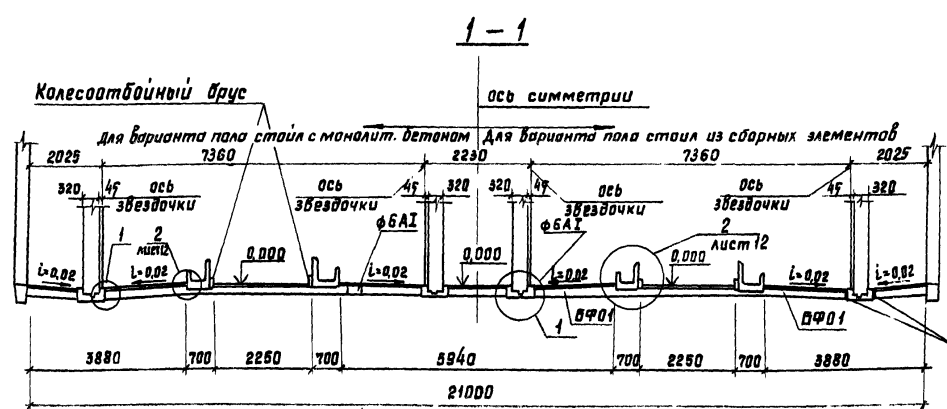 1 - 1
Колесоотбойный брус
ось симметрии
Для варианта пола стойл с монолит. бетоном Для варианта пола стоил из сборных элементов
2025 7360 2230 7360 2025
320 45 ось звездочки ось звездочки 45 320 45 ось звездочки ось звездочки 45 320
ф6АI ф6АI
1 2 лист12 2 лист 12
0,000 0,000 0,000
i=0,02 i=0,02 i=0,02 i=0,02 i=0,02 i=0,02
1 БФ01 БФ01
3880 700 2250 700 5940 700 2250 700 3880
21000